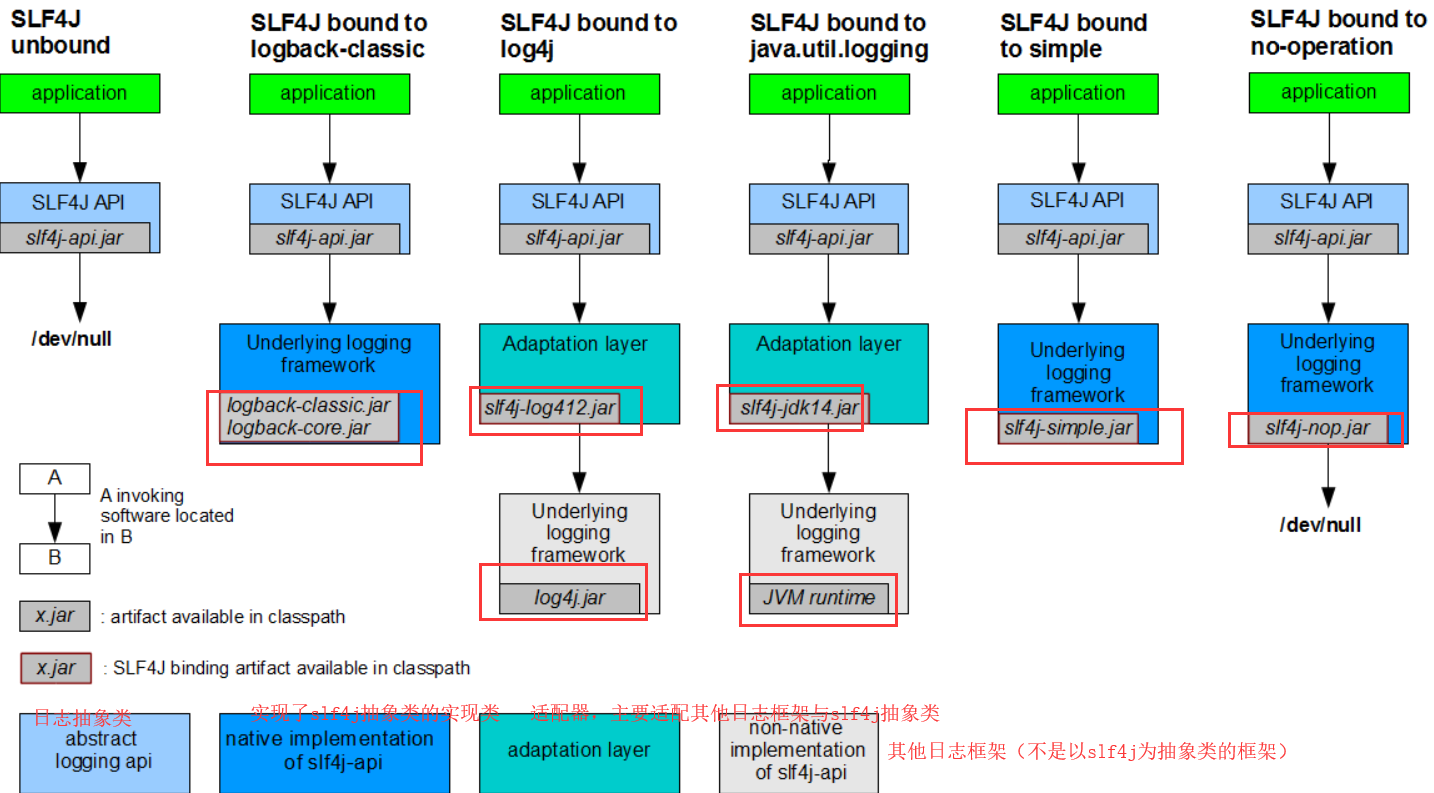 SLF4J
unbound
SLF4J bound to
logback-classic
SLF4J bound to
log4j
SLF4J bound to
java.util.logging
SLF4J bound
to simple
SLF4J bound to
no-operation
application
application
application
application
application
application
SLF4J API
SLF4J API
SLF4J API
SLF4J API
SLF4J API
SLF4J API
slf4j-api.jar
slf4j-api.jar
slf4j-api.jar
slf4j-api.jar
slf4j-api.jar
slf4j-api.jar
/dev/null
Underlying logging
framework
logback-classic.jar
logback-core.jar
Adaptation layer
slf4j-log412.jar
Adaptation layer
slf4j-jdk14.jar
Underlying
logging
framework
slf4j-simple.jar
Underlying
logging
framework
slf4j-nop.jar
Underlying
logging
framework
log4j.jar
Underlying
logging
framework
JVM runtime
/dev/null
A
B
A invoking
software located
in B
x.jar : artifact available in classpath
x.jar : SLF4J binding artifact available in classpath
日志抽象类
abstract
logging api
实现了slf4j抽象类的实现类
native implementation
of slf4j-api
适配器，主要适配其他日志框架与slf4j抽象类
adaptation layer
non-native
implementation
of slf4j-api
其他日志框架（不是以slf4j为抽象类的框架）